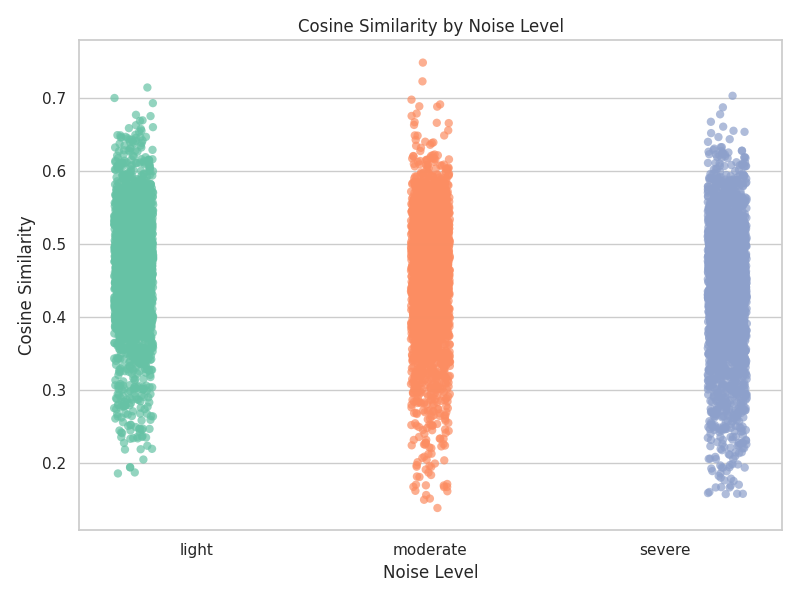 Cosine Similarity by Noise Level
Cosine Similarity
0.7
0.6
0.5
0.4
0.3
0.2
light moderate severe
Noise Level